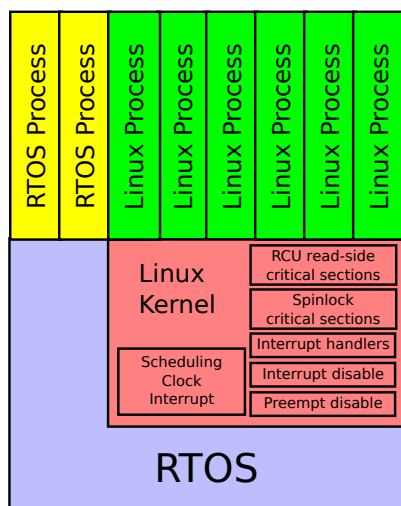 RTOS Process
RTOS Process
Linux Process
Linux Process
Linux Process
Linux Process
Linux Process
Linux Process
Linux
Kernel
RCU read-side
critical sections
Spinlock
critical sections
Interrupt handlers
Scheduling
Clock
Interrupt
Interrupt disable
Preempt disable
RTOS